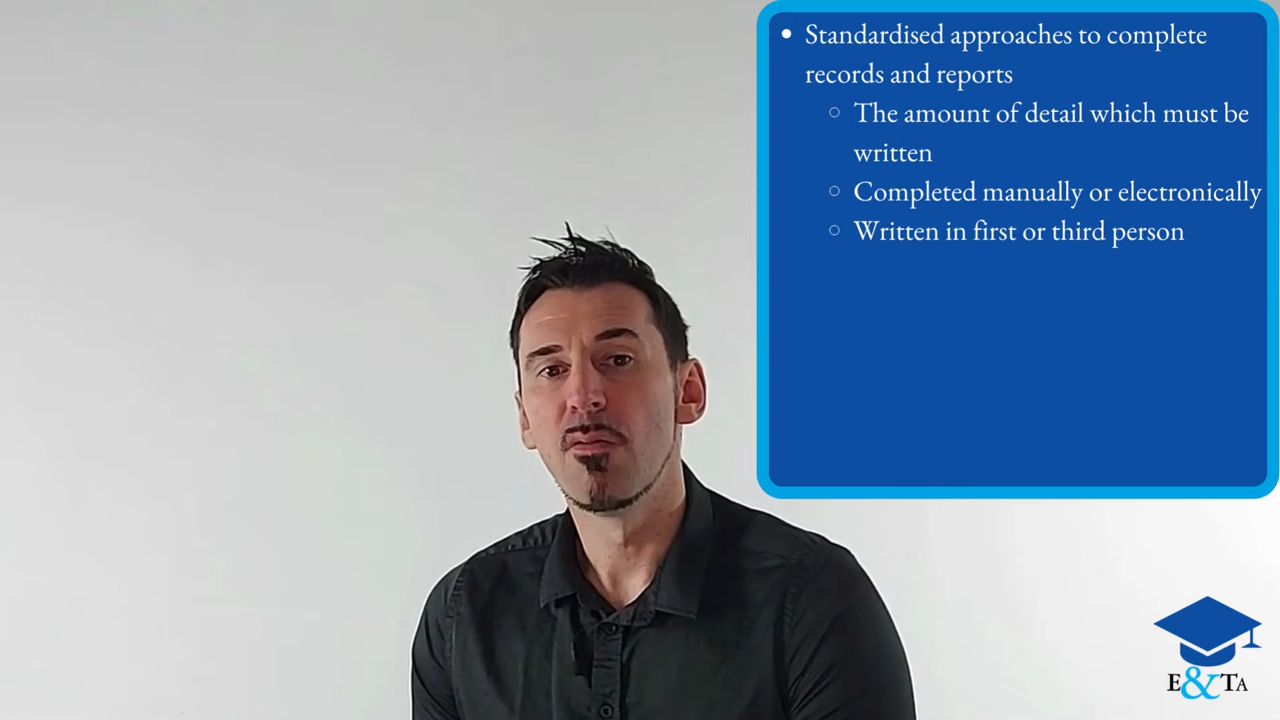 • Standardised approaches to complete
records and reports
○ The amount of detail which must be
written
○ Completed manually or electronically
○ Written in first or third person
E&TA